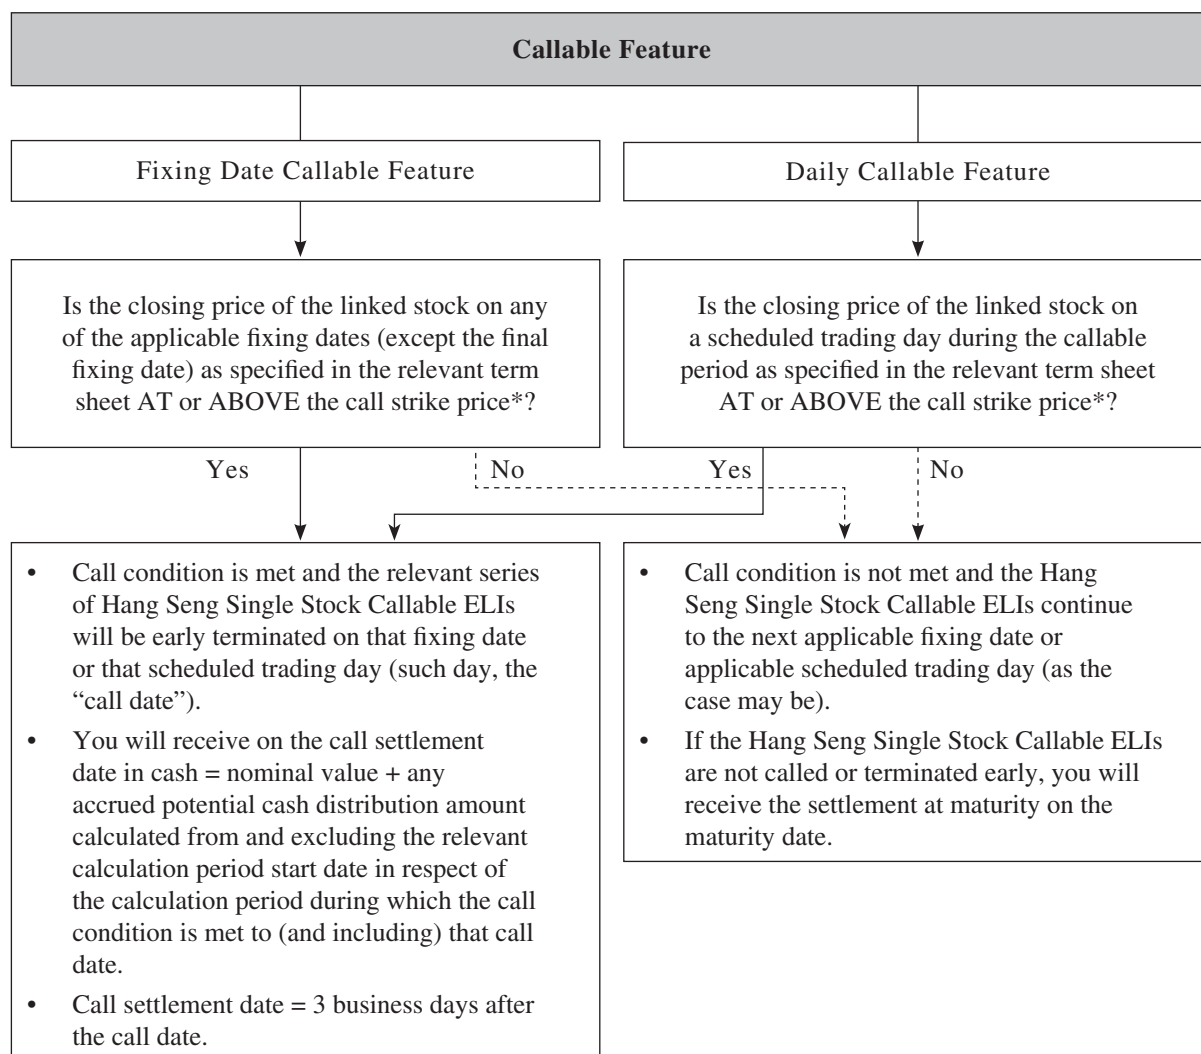 Callable Feature
Fixing Date Callable Feature
Daily Callable Feature
Is the closing price of the linked stock on any
of the applicable fixing dates (except the final
fixing date) as specified in the relevant term
sheet AT or ABOVE the call strike price*?
Is the closing price of the linked stock on
a scheduled trading day during the callable
period as specified in the relevant term sheet
AT or ABOVE the call strike price*?
Yes
No
Yes
No
• Call condition is met and the relevant series
of Hang Seng Single Stock Callable ELIs
will be early terminated on that fixing date
or that scheduled trading day (such day, the
“call date”).
• You will receive on the call settlement
date in cash = nominal value + any
accrued potential cash distribution amount
calculated from and excluding the relevant
calculation period start date in respect of
the calculation period during which the call
condition is met to (and including) that call
date.
• Call settlement date = 3 business days after
the call date.
• Call condition is not met and the Hang
Seng Single Stock Callable ELIs continue
to the next applicable fixing date or
applicable scheduled trading day (as the
case may be).
• If the Hang Seng Single Stock Callable ELIs
are not called or terminated early, you will
receive the settlement at maturity on the
maturity date.